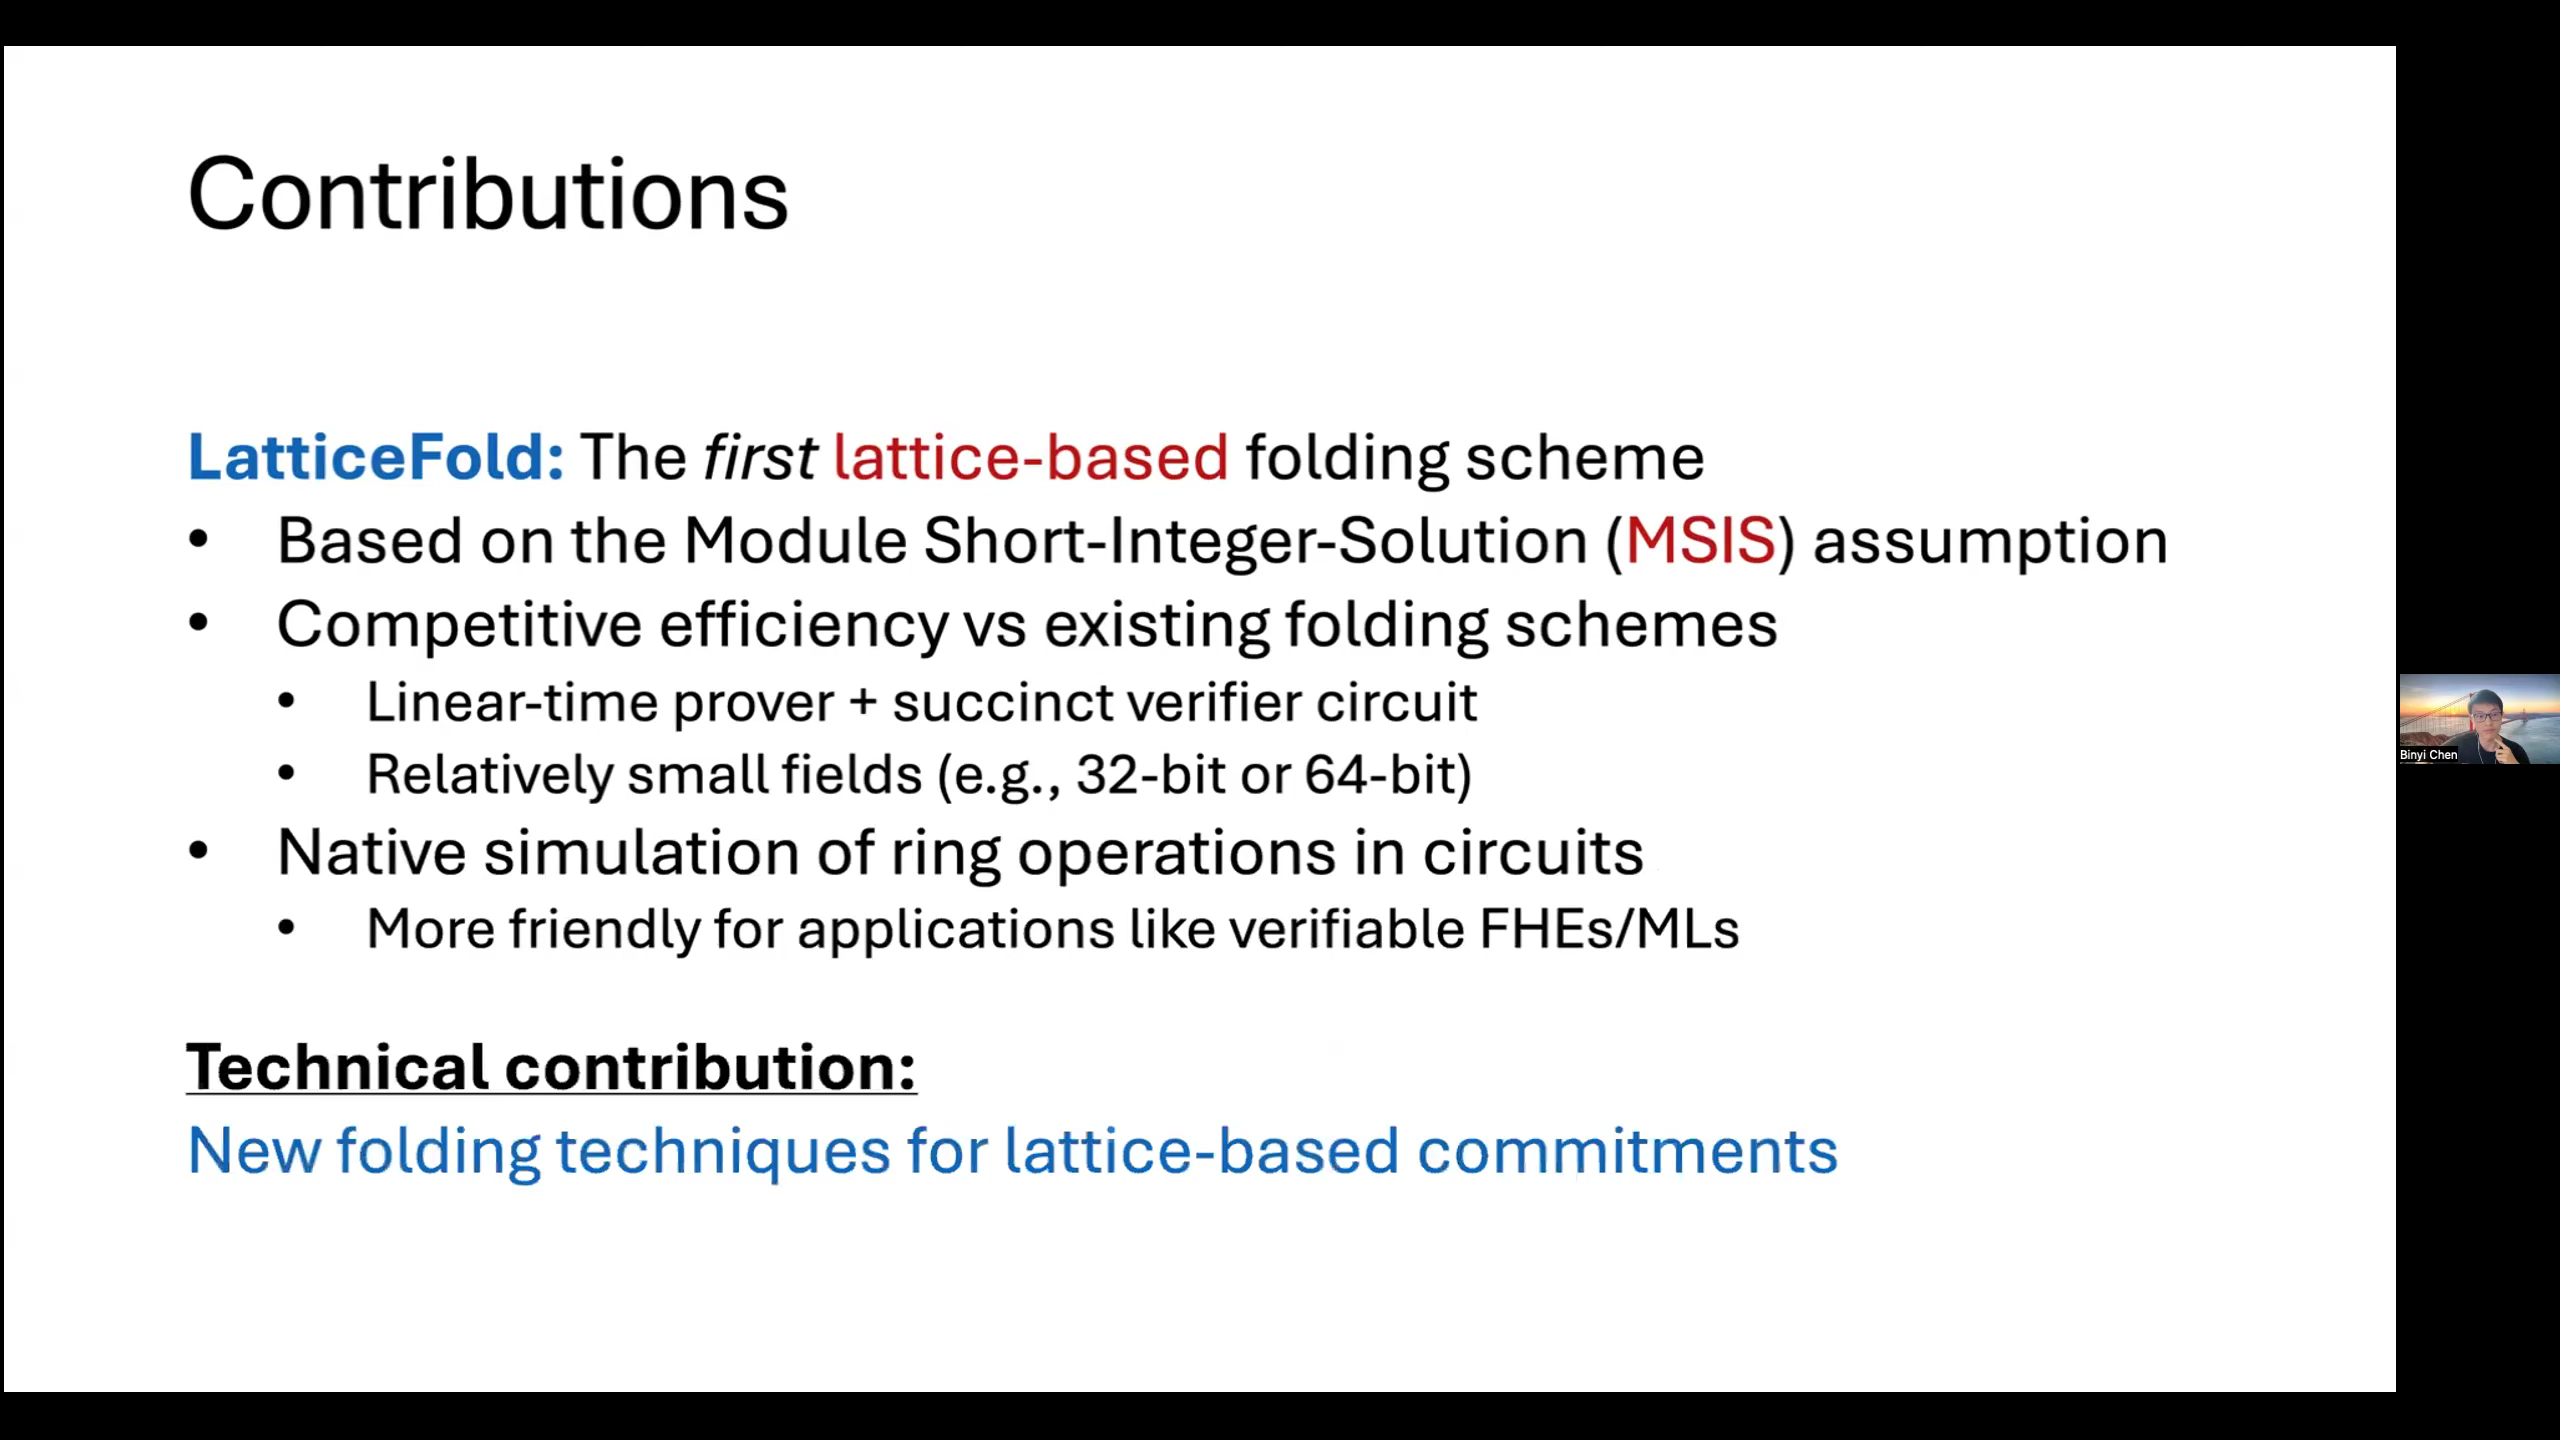 Contributions
LatticeFold: The first lattice-based folding scheme
• Based on the Module Short-Integer-Solution (MSIS) assumption
• Competitive efficiency vs existing folding schemes
• Linear-time prover + succinct verifier circuit
• Relatively small fields (e.g., 32-bit or 64-bit)
• Native simulation of ring operations in circuits
• More friendly for applications like verifiable FHEs/MLs
Technical contribution:
New folding techniques for lattice-based commitments
Binyi Chen